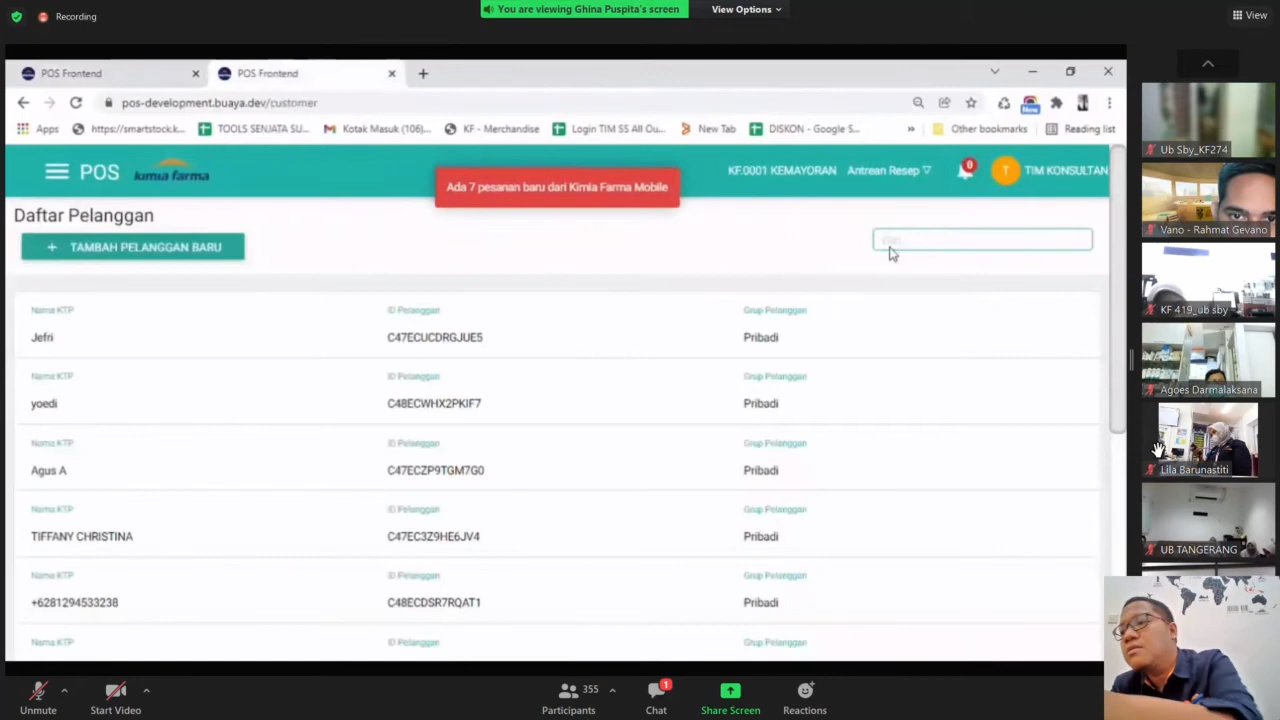 Recording
You are viewing Ghina Puspita's screen
View Options
View
POS Frontend
POS Frontend
pos-development.buaya.dev/customer
New
Apps
https://smartstock.k...
TOOLS SENJATA SU...
Kotak Masuk (106)...
KF - Merchandise
Login TIM SS All Ou...
New Tab
DISKON - Google S...
»
Other bookmarks
Reading list
POS
kimia farma
Ada 7 pesanan baru dari Kimia Farma Mobile
KF.0001 KEMAYORAN
Antrean Resep
0
T
TIM KONSULTAN
Daftar Pelanggan
+ TAMBAH PELANGGAN BARU
Nama KTP
ID Pelanggan
Grup Pelanggan
Jefri
C47ECUCDRGJUE5
Pribadi
Nama KTP
ID Pelanggan
Grup Pelanggan
yoedi
C48ECWHX2PKIF7
Pribadi
Nama KTP
ID Pelanggan
Grup Pelanggan
Agus A
C47ECZP9TGM7G0
Pribadi
Nama KTP
ID Pelanggan
Grup Pelanggan
TIFFANY CHRISTINA
C47EC3Z9HE6JV4
Pribadi
Nama KTP
ID Pelanggan
Grup Pelanggan
+6281294533238
C48ECDSR7RQAT1
Pribadi
Nama KTP
ID Pelanggan
Grup Pelanggan
Ub Sby_KF274
Vano - Rahmat Gevano
KF 419_ub sby
Agoes Darmalaksana
Lila Barunastiti
UB TANGERANG
Unmute
Start Video
355
Participants
1
Chat
Share Screen
Reactions